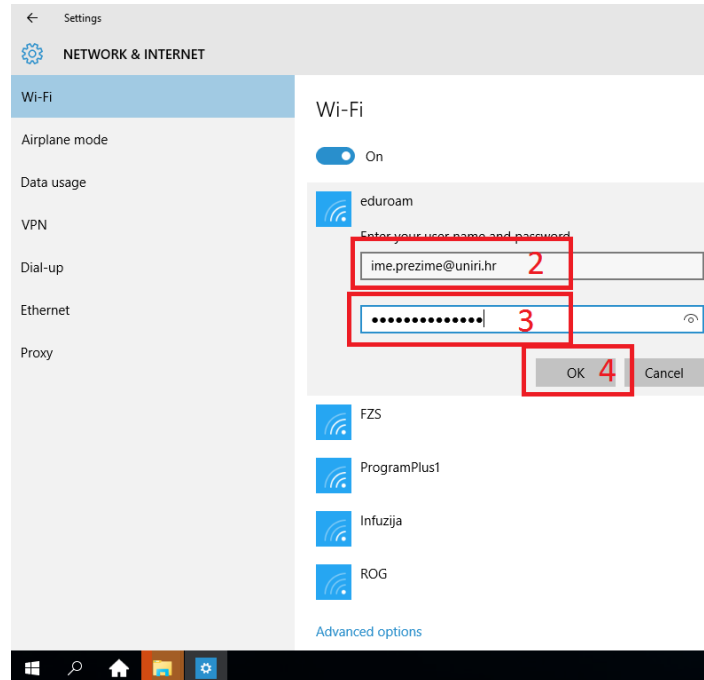 Settings
NETWORK & INTERNET
Wi-Fi
Airplane mode
Data usage
VPN
Dial-up
Ethernet
Proxy
Wi-Fi
On
eduroam
Enter your user name and password
ime.prezime@uniri.hr 2
3
OK 4 Cancel
FZS
ProgramPlus1
Infuzija
ROG
Advanced options